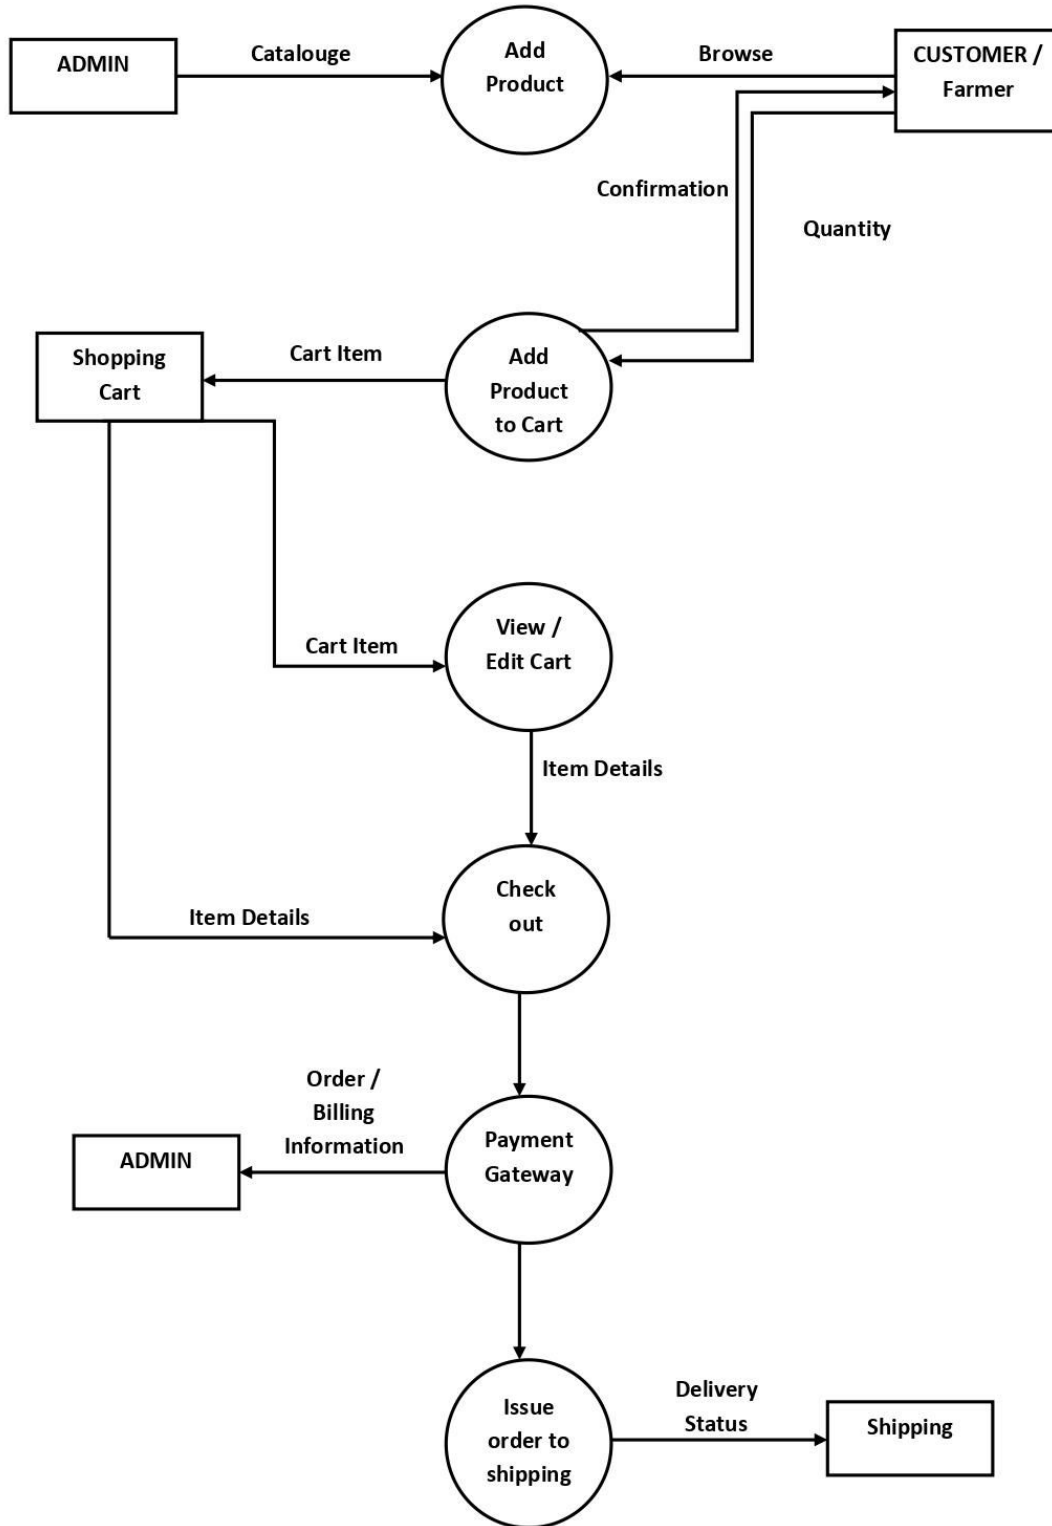 ADMIN
Catalouge
Add
Product
Browse
CUSTOMER /
Farmer
Confirmation
Quantity
Shopping
Cart
Cart Item
Add
Product
to Cart
Cart Item
View /
Edit Cart
Item Details
Check
out
Item Details
Order /
Billing
Information
ADMIN
Payment
Gateway
Issue
order to
shipping
Delivery
Status
Shipping